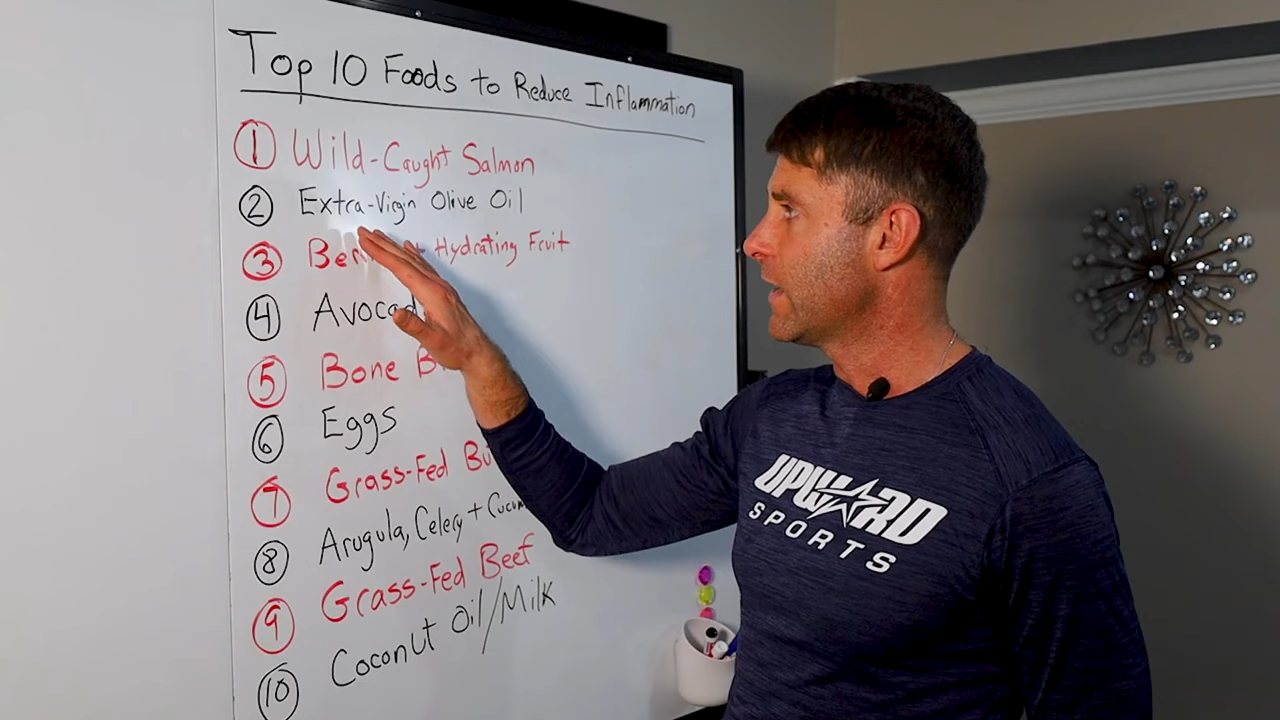 Top 10 Foods to Reduce Inflammation
① Wild-Caught Salmon
② Extra-Virgin Olive Oil
③ Hydrating Fruit
④
⑤ Bone
⑥ Eggs
⑦ Grass-Fed
⑧ Arugula, Celery +
⑨ Grass-Fed Beef
⑩ Coconut Oil/Milk
UPWARD
SPORTS